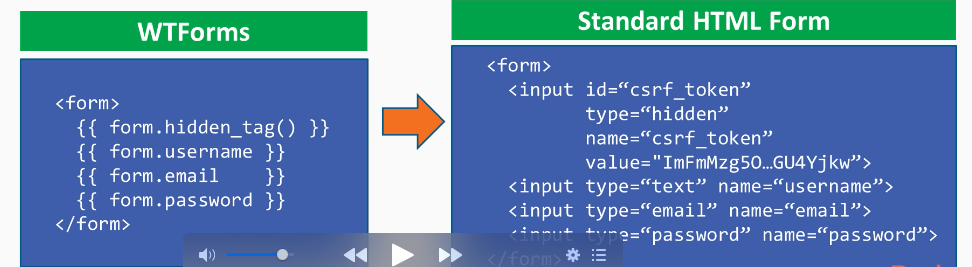 WTForms
<form>
{{ form.hidden_tag() }}
{{ form.username }}
{{ form.email    }}
{{ form.password }}
</form>
Standard HTML Form
<form>
<input id=“csrf_token”
type=“hidden”
name=“csrf_token”
value="ImFmMzg5O…GU4Yjkw”>
<input type=“text” name=“username”>
<input type=“email” name=“email”>
<input type=“password” name=“password”>
</form>